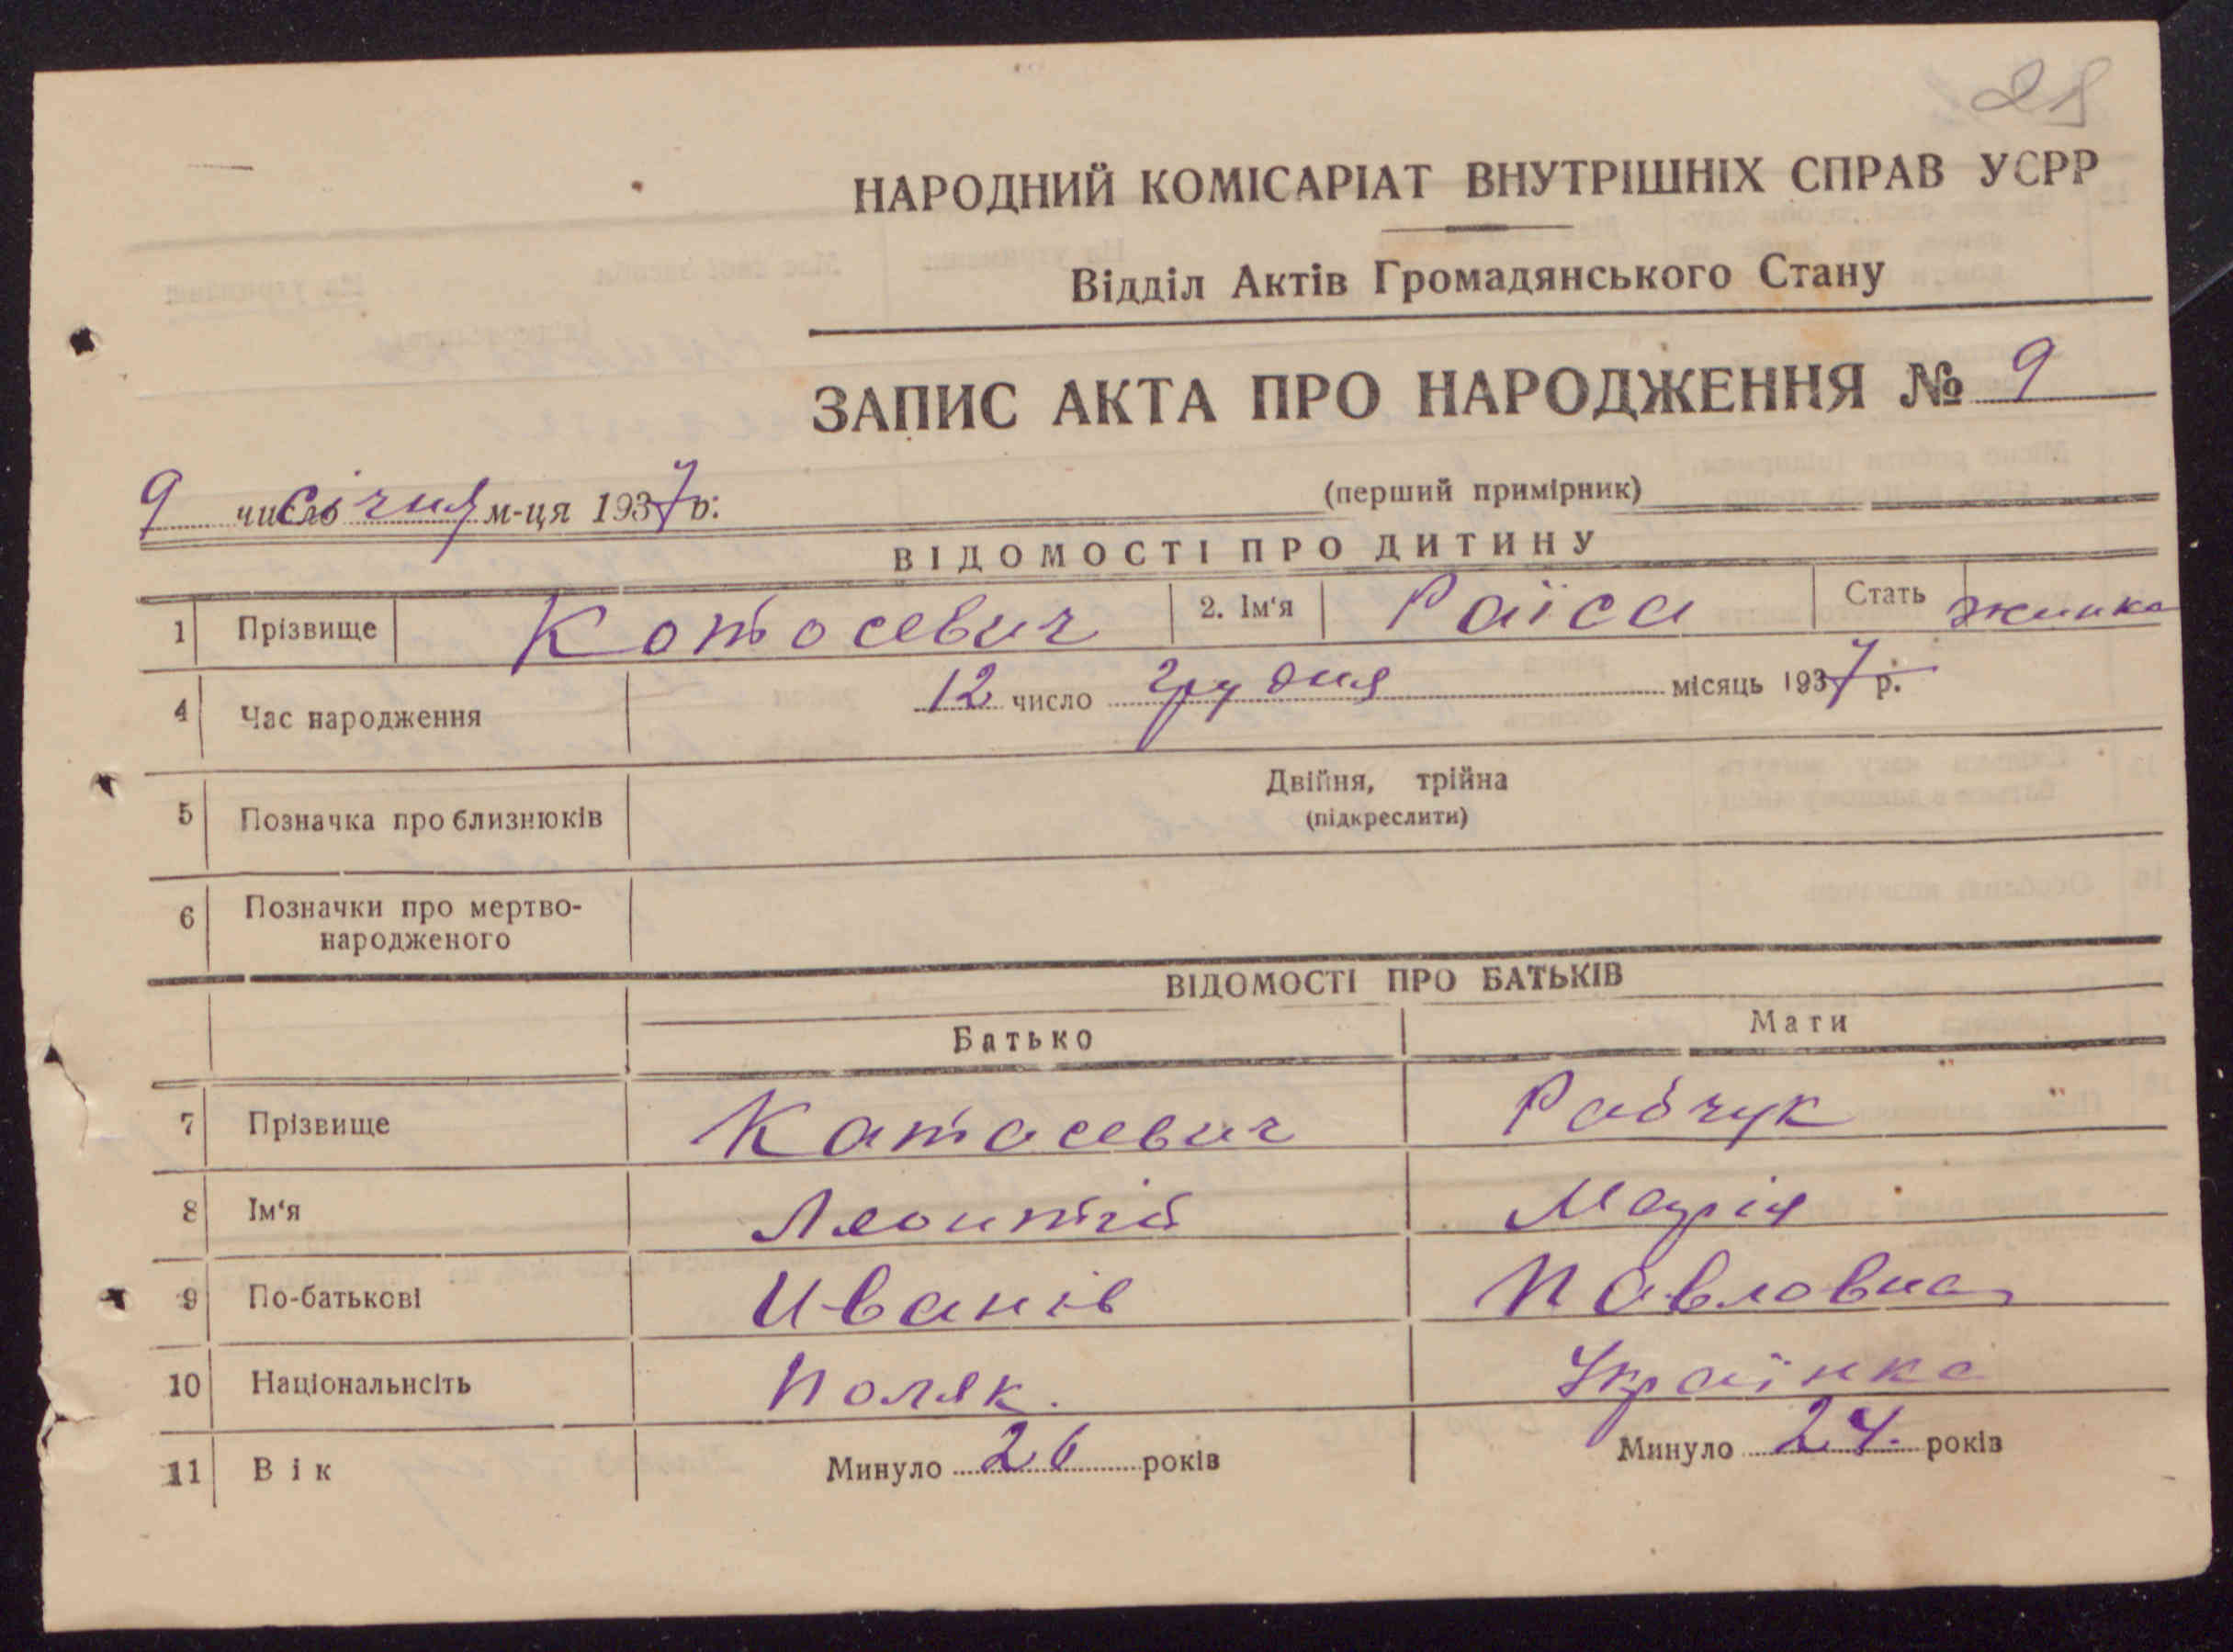 28
НАРОДНИЙ КОМІСАРІАТ ВНУТРІШНІХ СПРАВ УСРР
Відділ Актів Громадянського Стану
ЗАПИС АКТА ПРО НАРОДЖЕННЯ № 9
9 число січня м-ця 1937 р.
(перший примірник)
ВІДОМОСТІ ПРО ДИТИНУ
1 Прізвище Котосевич 2. Ім‘я Раїса Стать жинка
4 Час народження 12 число грудня місяць 1937 р.
5 Позначка про близнюків Двійня, трійна
(підкреслити)
6 Позначки про мертво-
народженого
ВІДОМОСТІ ПРО БАТЬКІВ
Батько Мати
7 Прізвище Катосевич Рабчук
8 Ім‘я Леонтій Марія
9 По-батькові Иванів Павловна
10 Національнсіть Поляк. Українка
11 Вік Минуло 26 років Минуло 24. років